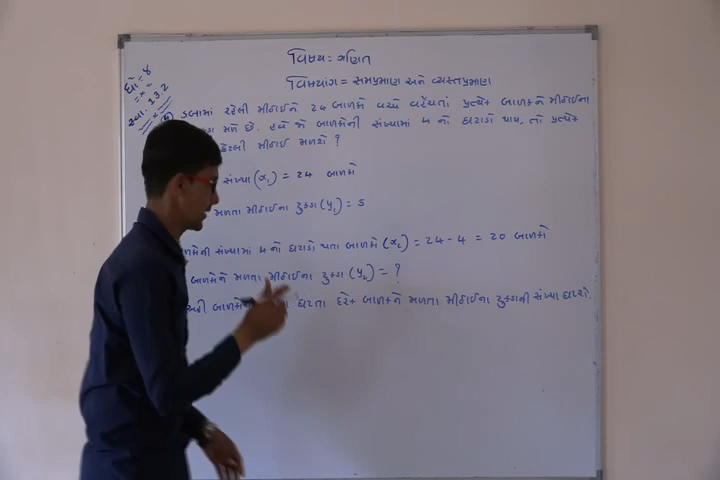 વિષય : ગણિત
વિષયાંગ = સમપ્રમાણ અને વ્યસ્તપ્રમાણ
ધો : ૪
સ્વા. 13.2
ડબામાં રહેલી મીઠાઈને 24 બાળકો વચ્ચે વહેંચતાં પ્રત્યેક બાળકને મીઠાઈના
મળે છે. હવે જો બાળકોની સંખ્યામાં 4 નો ઘટાડો થાય, તો પ્રત્યેક
કેટલી મીઠાઈ મળશે ?
સંખ્યા (x₁) = 24 બાળકો
મળતા મીઠાઈના ટુકડા (y₁) = 5
સંખ્યામાં 4 નો ઘટાડો થતા બાળકો (x₂) = 24 - 4 = 20 બાળકો
બાળકોને મળતા મીઠાઈના ટુકડા (y₂) = ?
ઘટતા દરેક બાળકને મળતા મીઠાઈના ટુકડાની સંખ્યા ઘટશે.